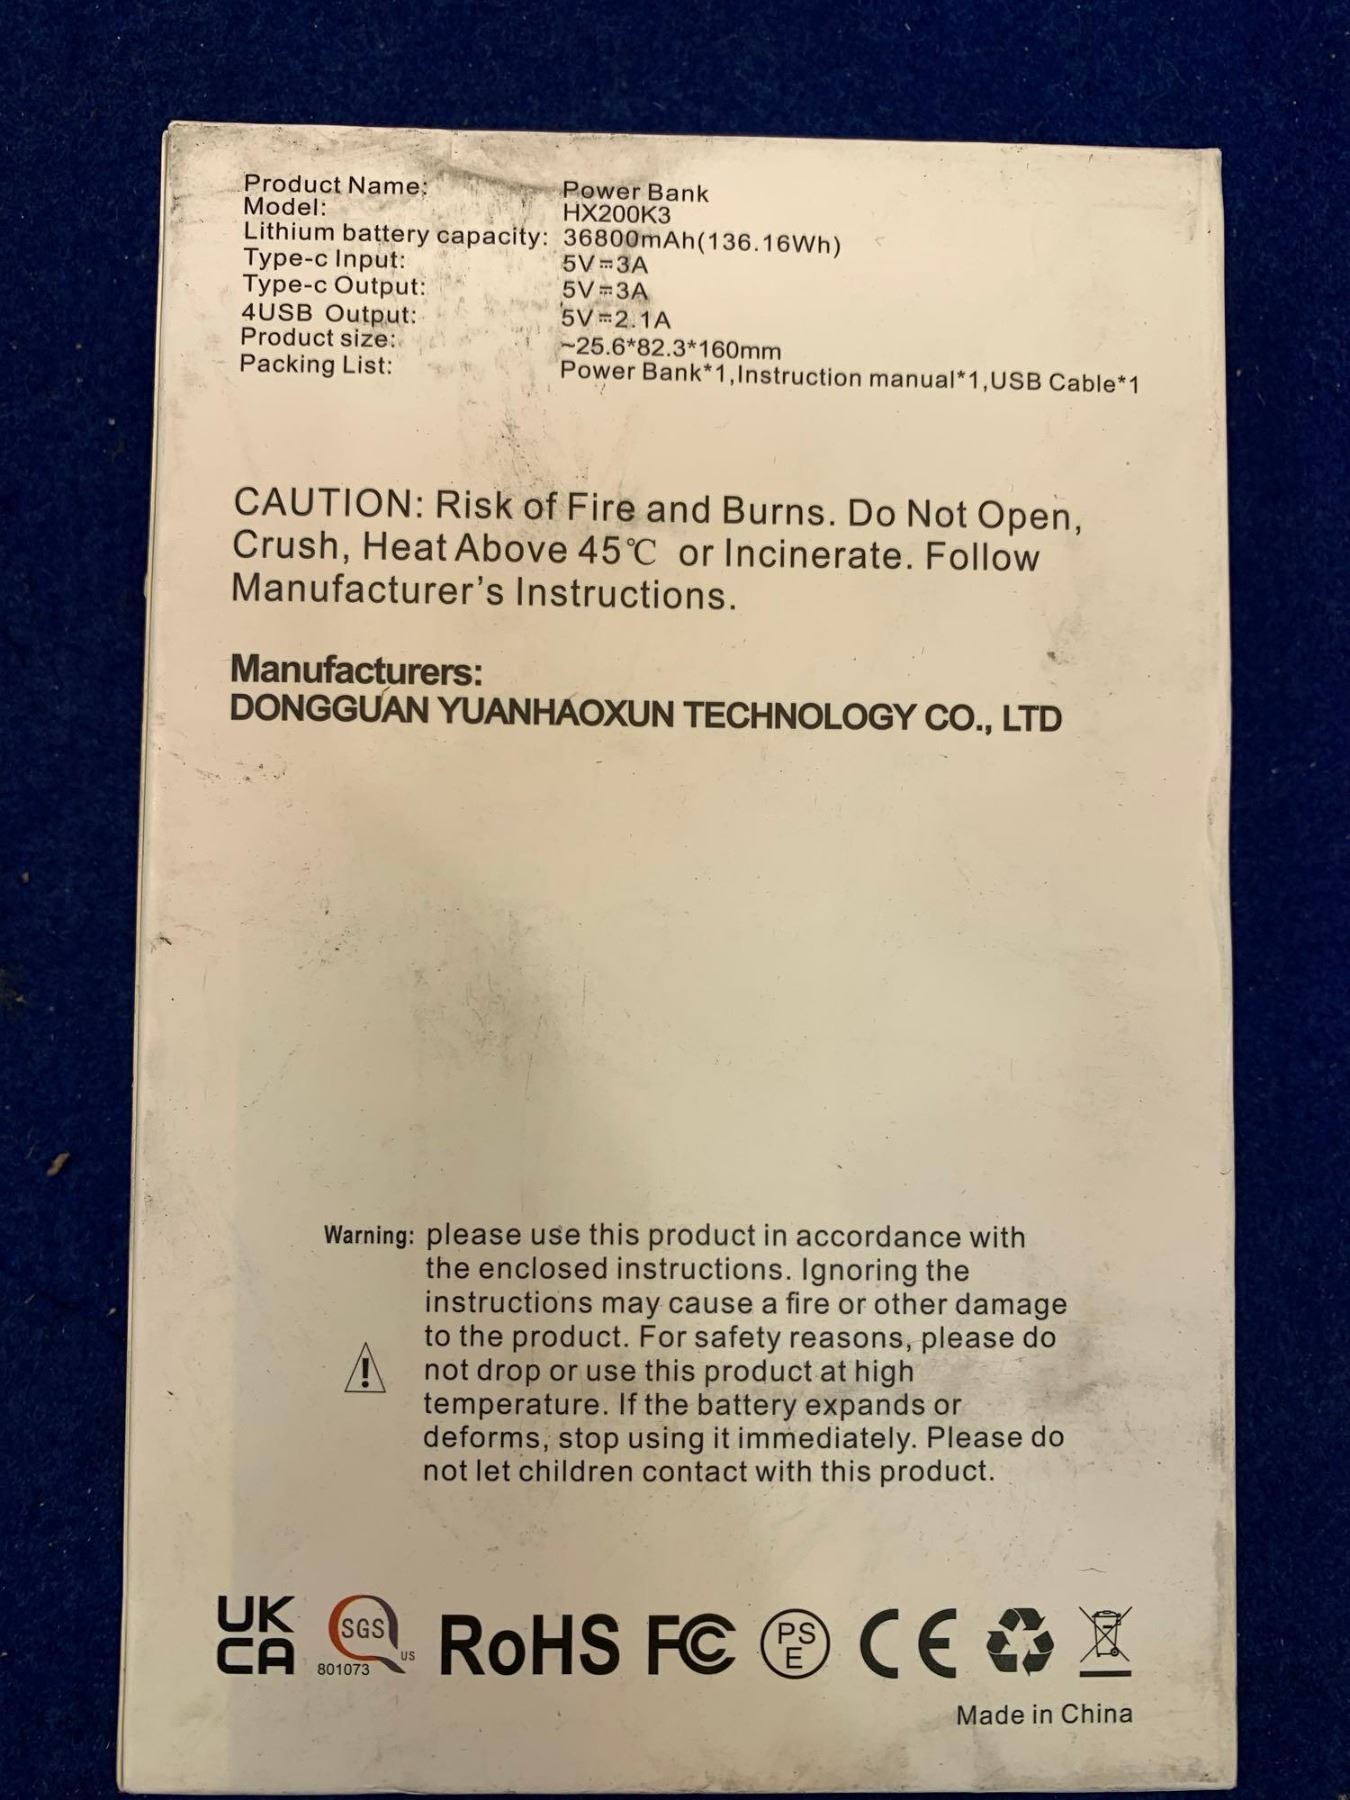 Product Name: Power Bank
Model: HX200K3
Lithium battery capacity: 36800mAh(136.16Wh)
Type-c Input: 5V⎓3A
Type-c Output: 5V⎓3A
4USB Output: 5V⎓2.1A
Product size: ~25.6*82.3*160mm
Packing List: Power Bank*1,Instruction manual*1,USB Cable*1
CAUTION: Risk of Fire and Burns. Do Not Open,
Crush, Heat Above 45℃ or Incinerate. Follow
Manufacturer's Instructions.
Manufacturers:
DONGGUAN YUANHAOXUN TECHNOLOGY CO., LTD
Warning: please use this product in accordance with
the enclosed instructions. Ignoring the
instructions may cause a fire or other damage
to the product. For safety reasons, please do
not drop or use this product at high
temperature. If the battery expands or
deforms, stop using it immediately. Please do
not let children contact with this product.
!
UK
CA
SGS
US
801073
RoHS FC PS
E
CE
Made in China